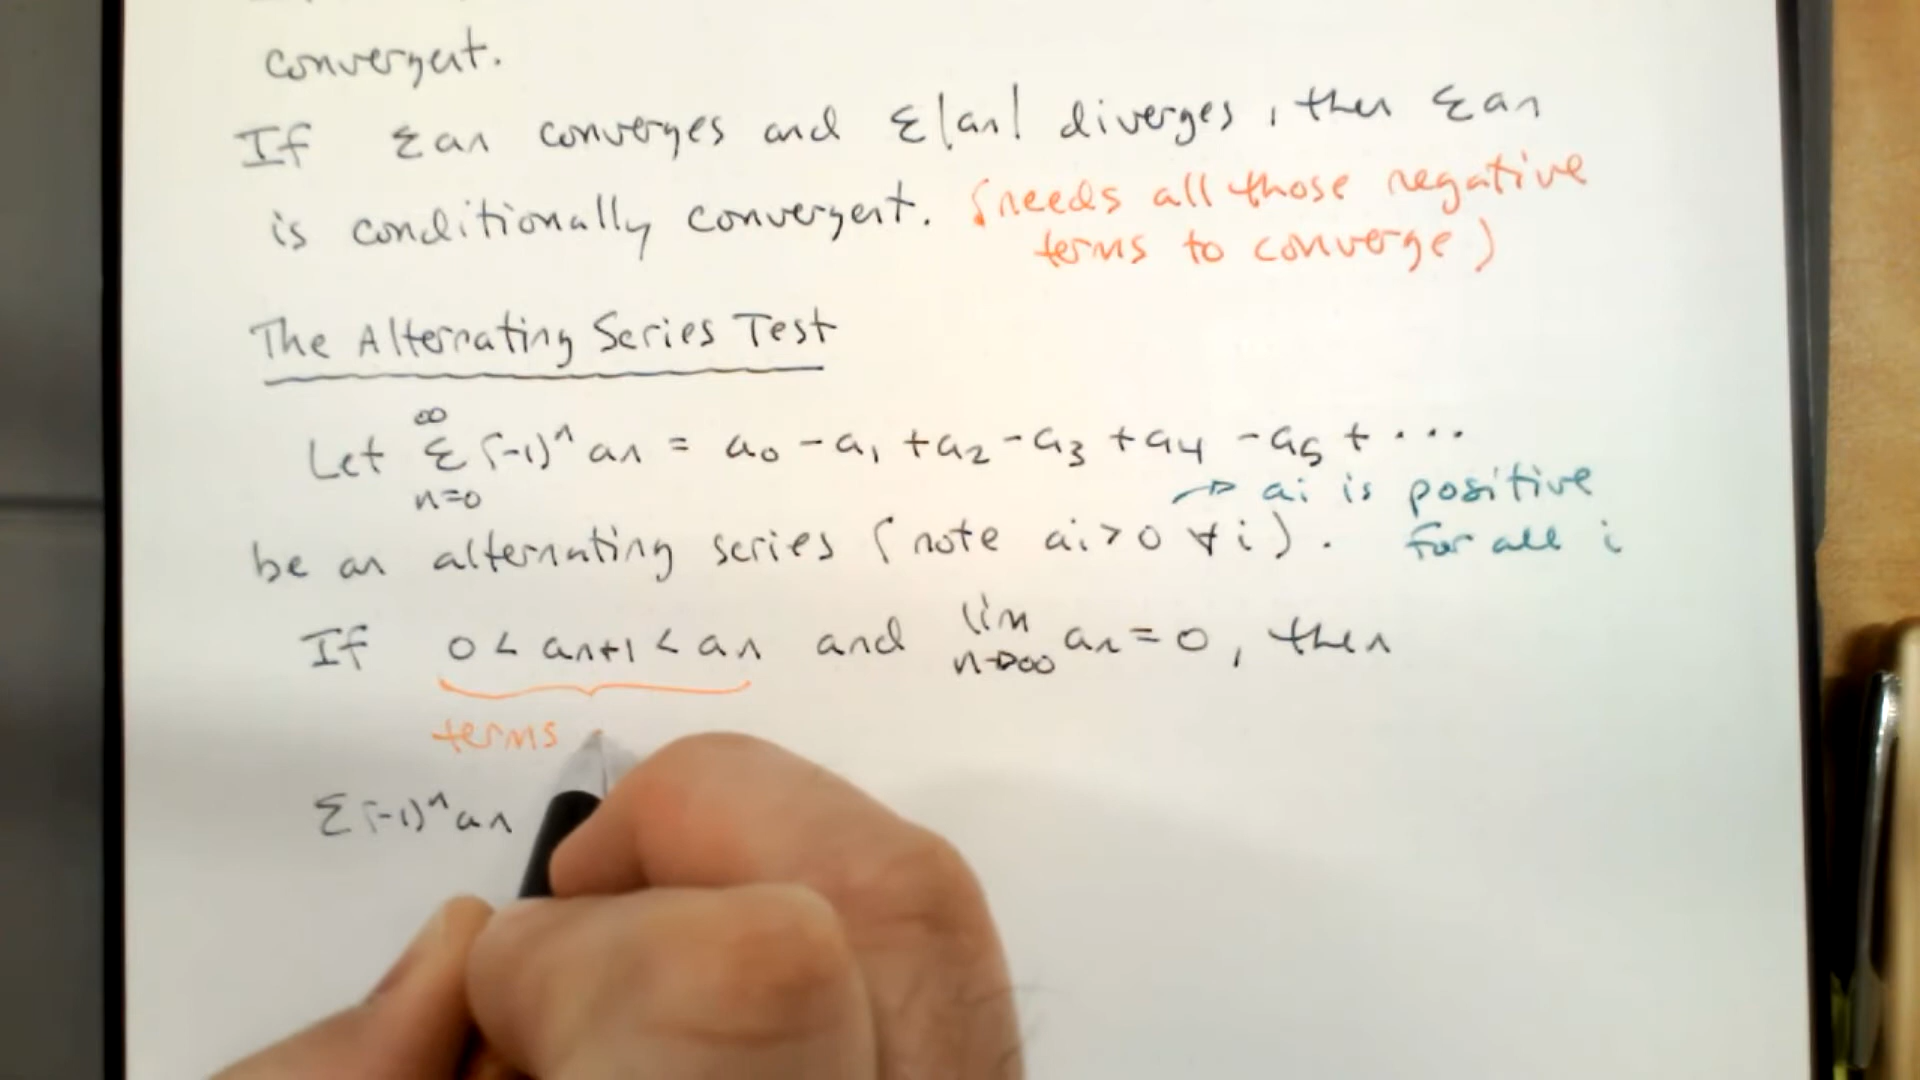 convergent.
If Σan converges and Σ|an| diverges, then Σan
is conditionally convergent. (needs all those negative
terms to converge)
The Alternating Series Test
Let ∞ Σ n=0 (-1)^n an = a0 - a1 + a2 - a3 + a4 - a5 + ...
→ ai is positive
be an alternating series (note ai > 0 ∀i). for all i
If 0 < an+1 < an and lim n→∞ an = 0, then
terms
Σ(-1)^n an